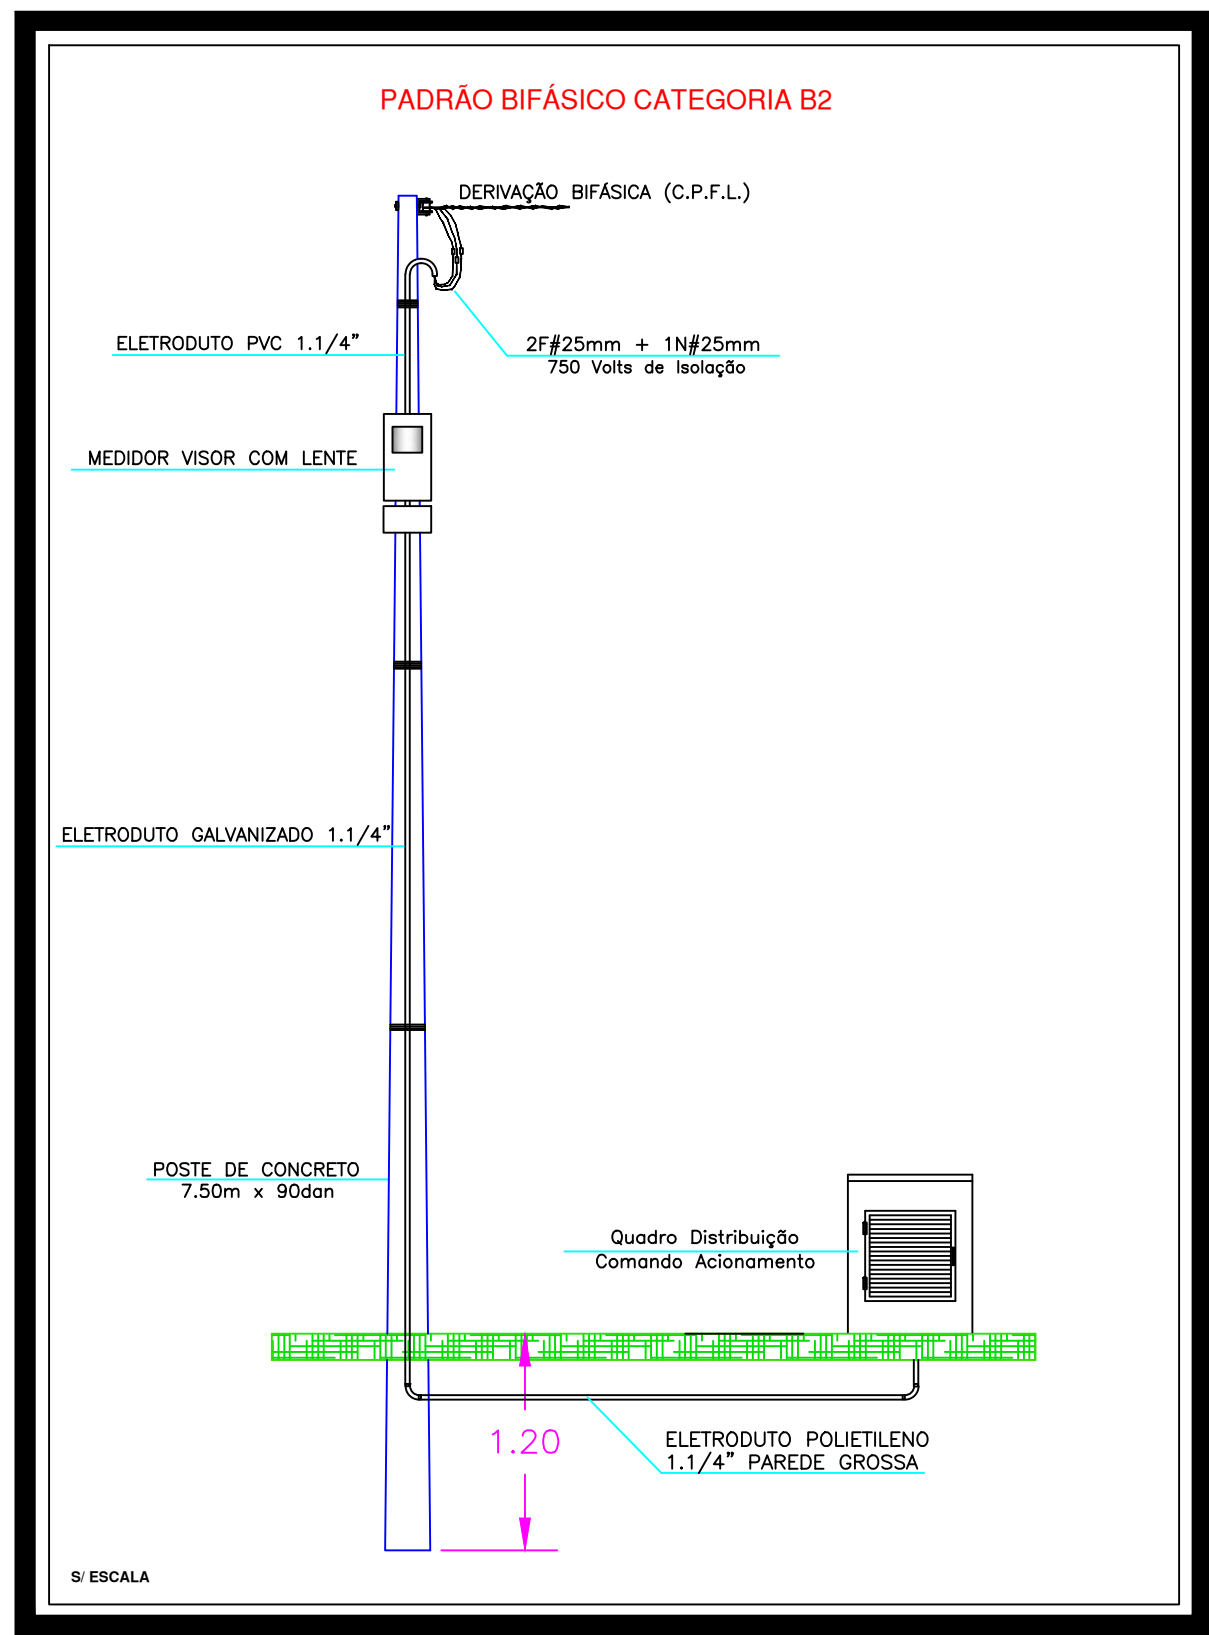 PADRÃO BIFÁSICO CATEGORIA B2
DERIVAÇÃO BIFÁSICA (C.P.F.L.)
ELETRODUTO PVC 1.1/4"
2F#25mm + 1N#25mm
750 Volts de Isolação
MEDIDOR VISOR COM LENTE
ELETRODUTO GALVANIZADO 1.1/4"
POSTE DE CONCRETO
7.50m x 90dan
Quadro Distribuição
Comando Acionamento
1.20
ELETRODUTO POLIETILENO
1.1/4" PAREDE GROSSA
S/ ESCALA